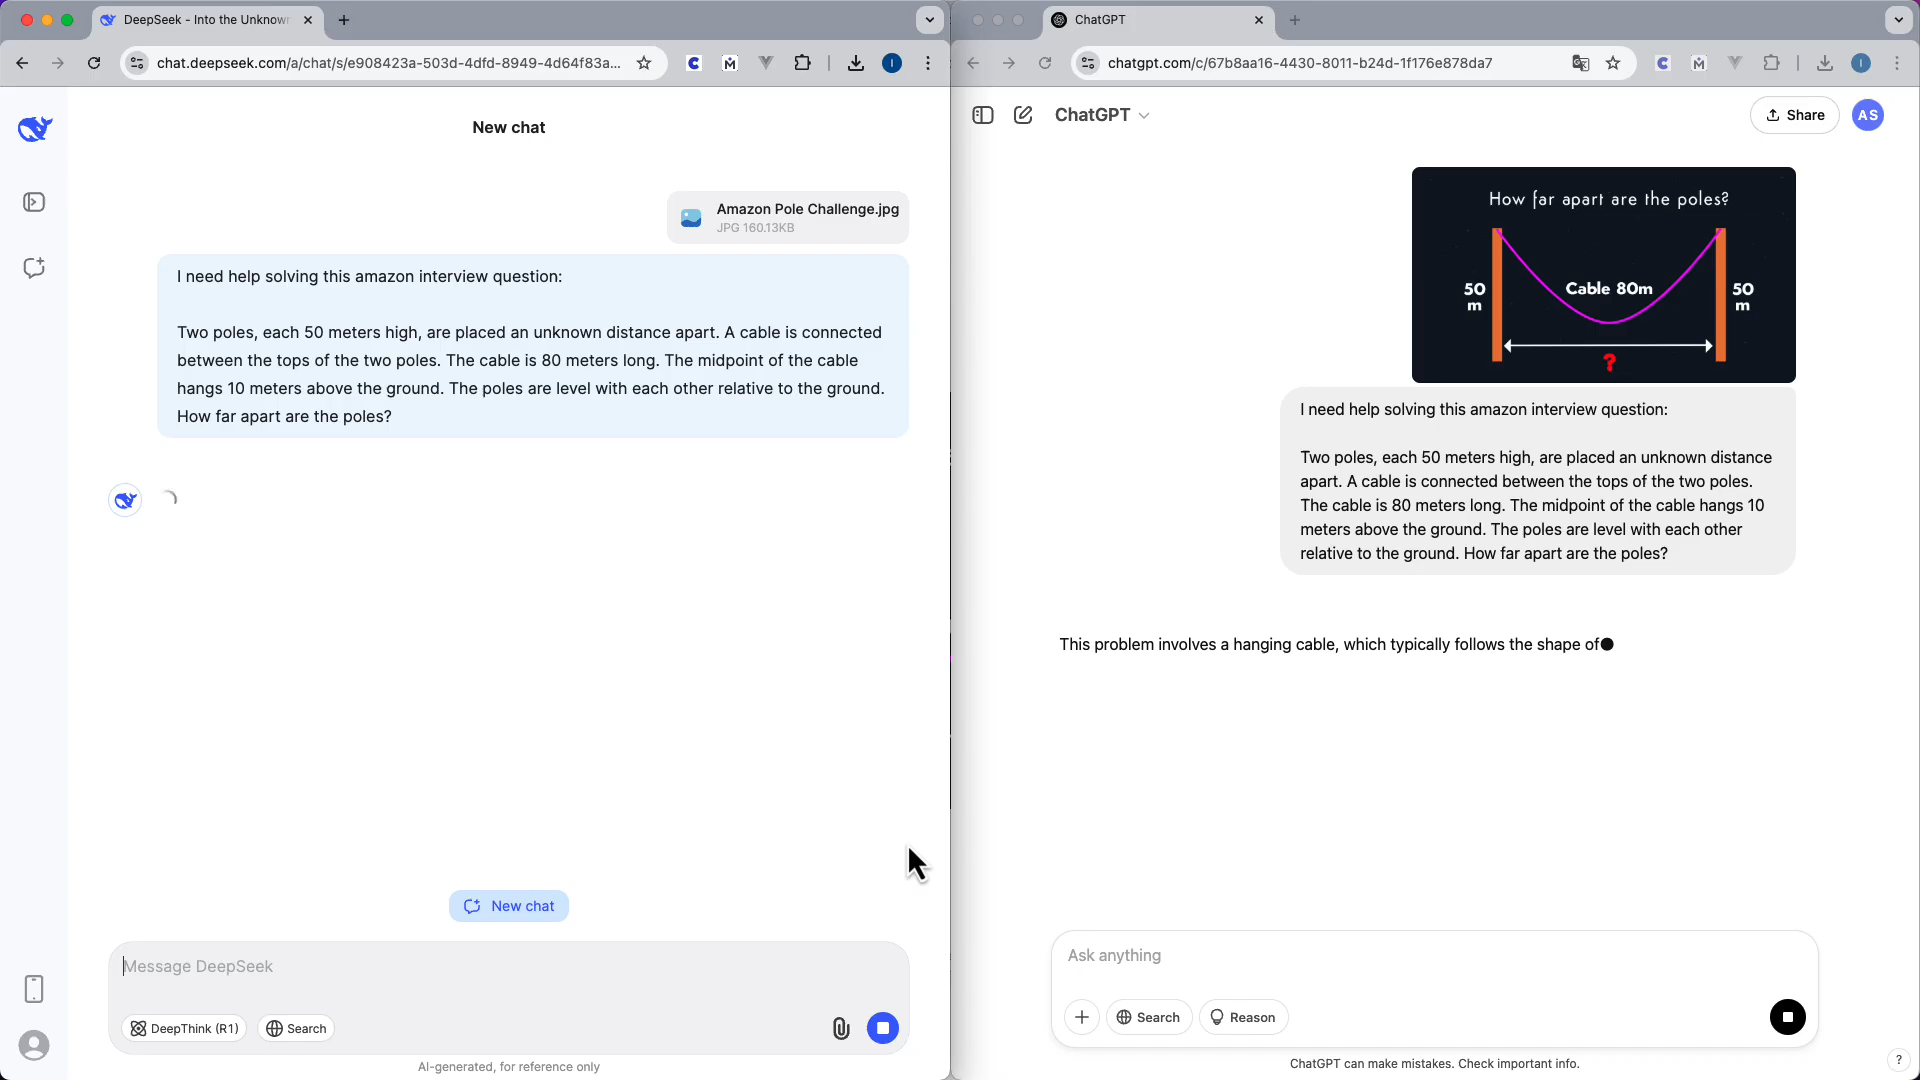 DeepSeek - Into the Unknown
chat.deepseek.com/a/chat/s/e908423a-503d-4dfd-8949-4d64f83a...
New chat
Amazon Pole Challenge.jpg
JPG 160.13KB
I need help solving this amazon interview question:
Two poles, each 50 meters high, are placed an unknown distance apart. A cable is connected
between the tops of the two poles. The cable is 80 meters long. The midpoint of the cable
hangs 10 meters above the ground. The poles are level with each other relative to the ground.
How far apart are the poles?
New chat
Message DeepSeek
DeepThink (R1)
Search
AI-generated, for reference only
ChatGPT
chatgpt.com/c/67b8aa16-4430-8011-b24d-1f176e878da7
ChatGPT
Share
AS
How far apart are the poles?
50
m
Cable 80m
50
m
?
I need help solving this amazon interview question:
Two poles, each 50 meters high, are placed an unknown distance
apart. A cable is connected between the tops of the two poles.
The cable is 80 meters long. The midpoint of the cable hangs 10
meters above the ground. The poles are level with each other
relative to the ground. How far apart are the poles?
This problem involves a hanging cable, which typically follows the shape of
Ask anything
Search
Reason
ChatGPT can make mistakes. Check important info.
?